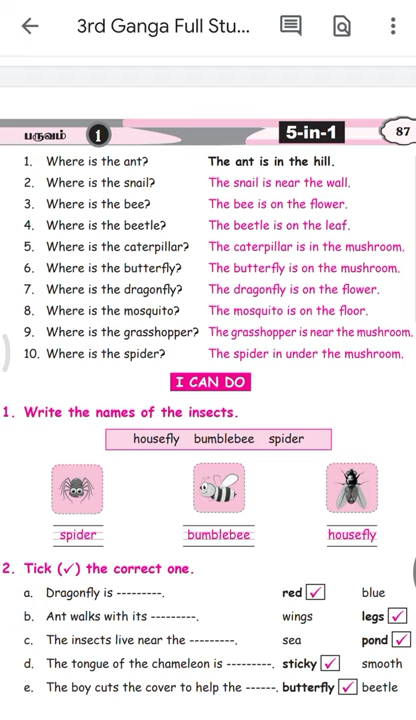 3rd Ganga Full Stu...
பருவம் 1 5-in-1 87
1. Where is the ant? The ant is in the hill.
2. Where is the snail? The snail is near the wall.
3. Where is the bee? The bee is on the flower.
4. Where is the beetle? The beetle is on the leaf.
5. Where is the caterpillar? The caterpillar is in the mushroom.
6. Where is the butterfly? The butterfly is on the mushroom.
7. Where is the dragonfly? The dragonfly is on the flower.
8. Where is the mosquito? The mosquito is on the floor.
9. Where is the grasshopper? The grasshopper is near the mushroom.
10. Where is the spider? The spider in under the mushroom.
I CAN DO
1. Write the names of the insects.
housefly bumblebee spider
spider bumblebee housefly
2. Tick (✓) the correct one.
a. Dragonfly is ---------. red ✓ blue
b. Ant walks with its ---------. wings legs ✓
c. The insects live near the ---------. sea pond ✓
d. The tongue of the chameleon is ---------. sticky ✓ smooth
e. The boy cuts the cover to help the ------. butterfly ✓ beetle